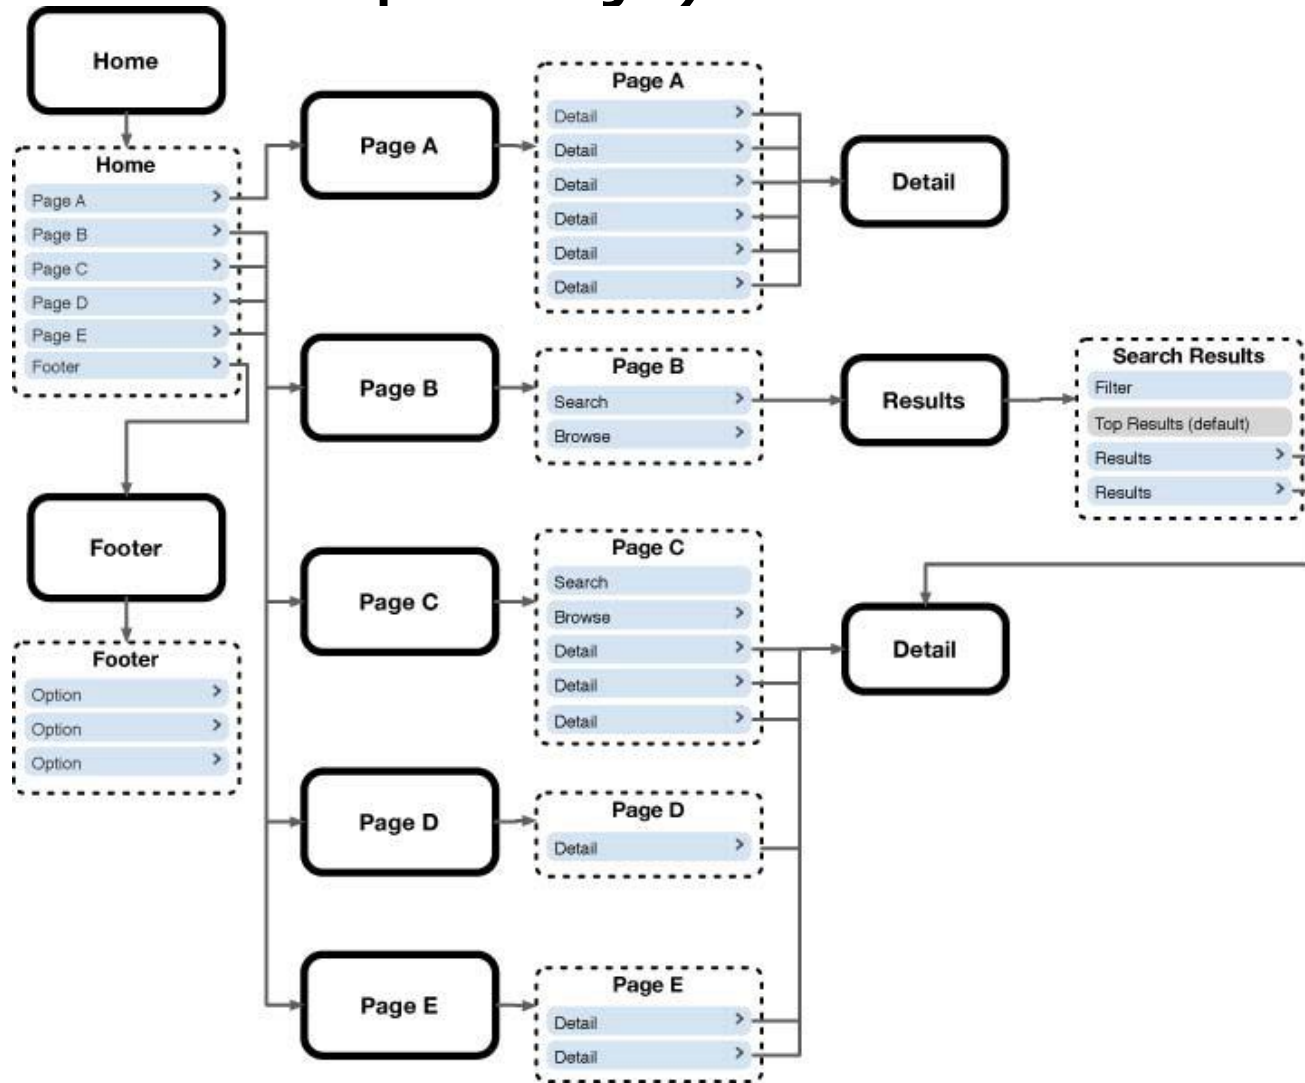 Home
Home
Page A
Page B
Page C
Page D
Page E
Footer
Footer
Footer
Option
Option
Option
Page A
Page A
Detail
Detail
Detail
Detail
Detail
Detail
Detail
Page B
Page B
Search
Browse
Results
Search Results
Filter
Top Results (default)
Results
Results
Page C
Page C
Search
Browse
Detail
Detail
Detail
Detail
Page D
Page D
Detail
Page E
Page E
Detail
Detail